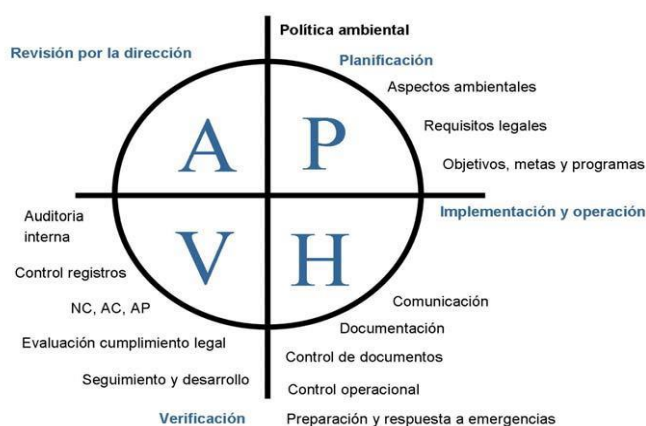 Política ambiental
Revisión por la dirección
Planificación
Aspectos ambientales
A
P
Requisitos legales
Objetivos, metas y programas
Auditoria
interna
Implementación y operación
V
H
Control registros
NC, AC, AP
Evaluación cumplimiento legal
Seguimiento y desarrollo
Verificación
Comunicación
Documentación
Control de documentos
Control operacional
Preparación y respuesta a emergencias